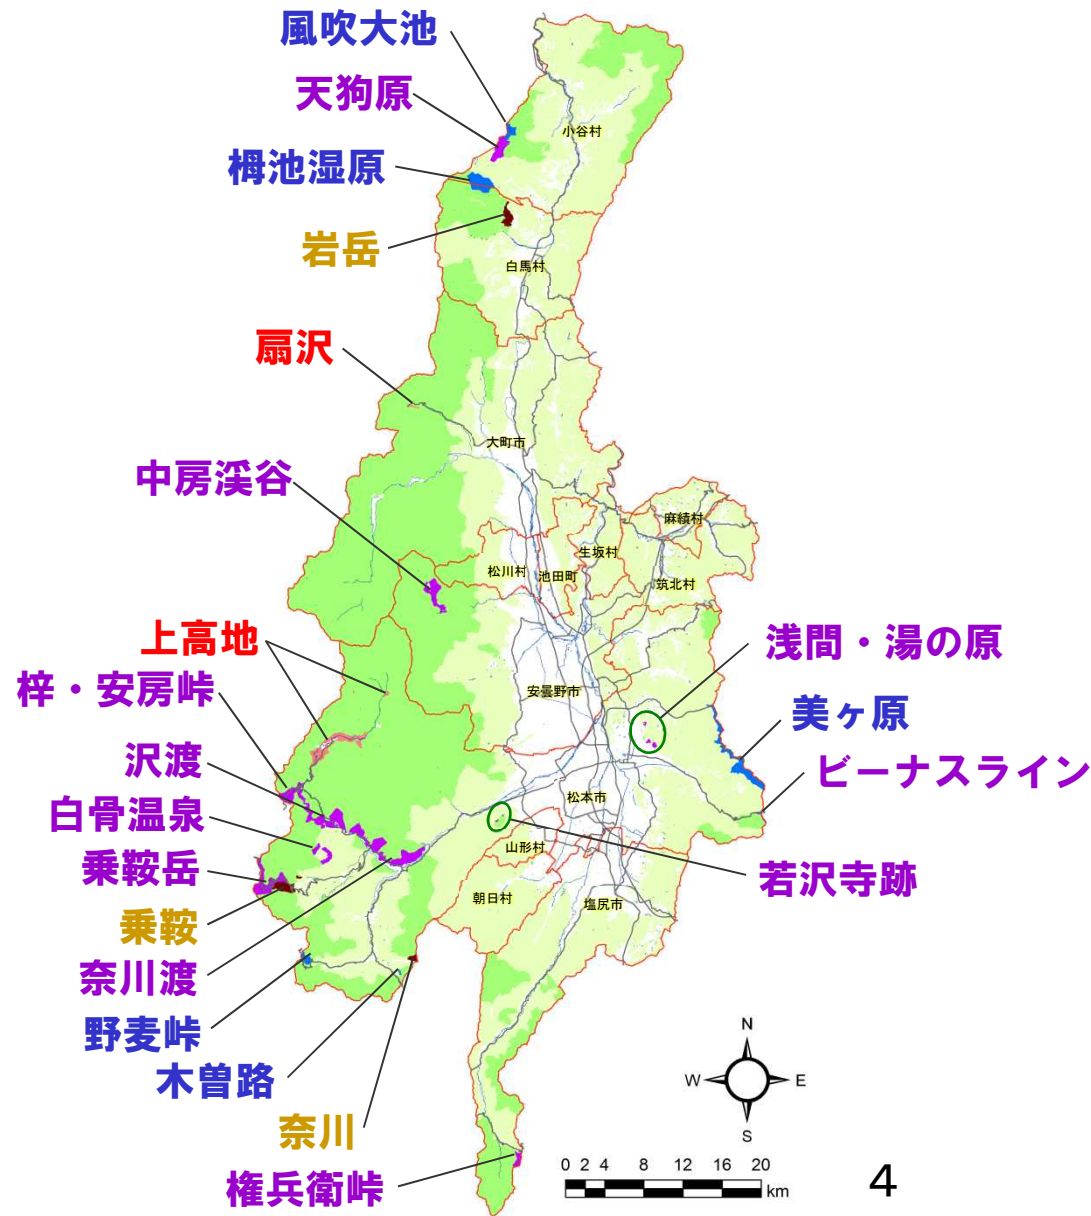 風吹大池
天狗原
小谷村
栂池湿原
岩岳
白馬村
扇沢
大町市
中房渓谷
麻績村
生坂村
松川村
池田町
筑北村
上高地
浅間・湯の原
梓・安房峠
安曇野市
美ヶ原
沢渡
ビーナスライン
白骨温泉
松本市
山形村
乗鞍岳
若沢寺跡
朝日村
塩尻市
乗鞍
奈川渡
野麦峠
木曽路
奈川
権兵衛峠
N
W
E
S
0 2 4 8 12 16 20
km
4